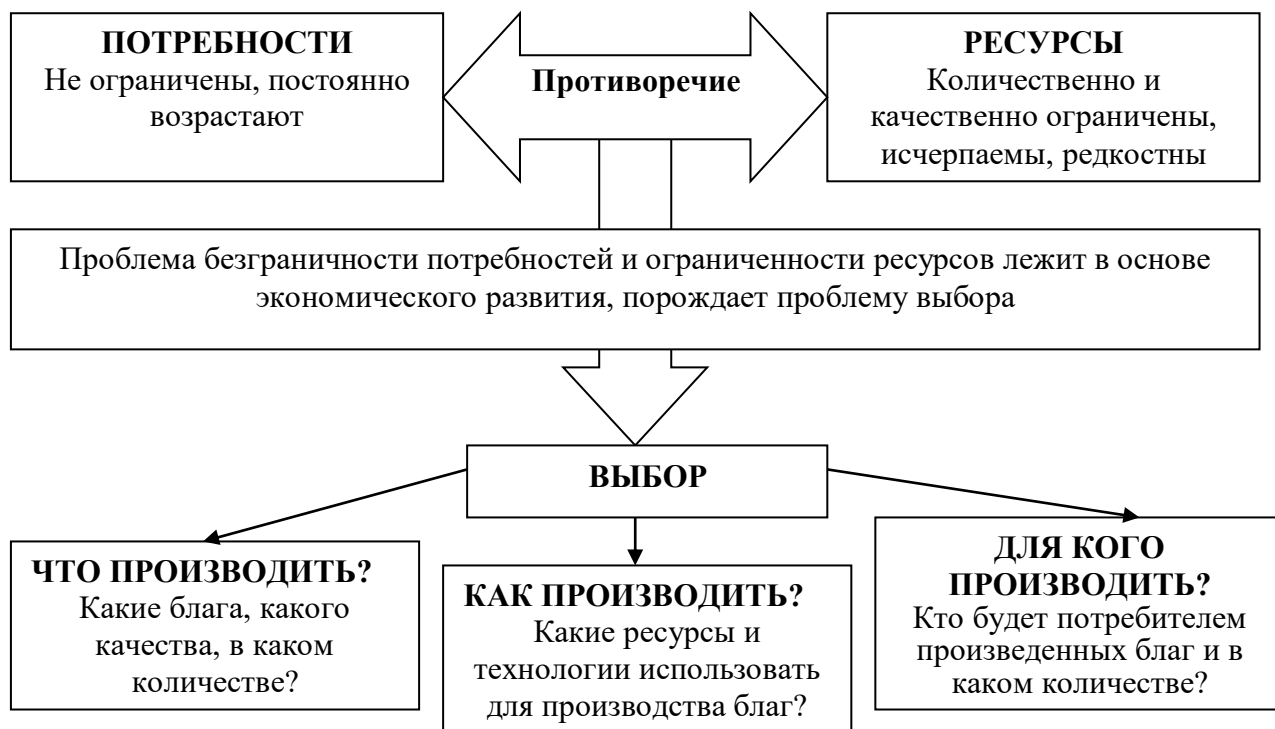 ПОТРЕБНОСТИ
Не ограничены, постоянно
возрастают
Противоречие
РЕСУРСЫ
Количественно и
качественно ограничены,
исчерпаемы, редкостны
Проблема безграничности потребностей и ограниченности ресурсов лежит в основе
экономического развития, порождает проблему выбора
ВЫБОР
ЧТО ПРОИЗВОДИТЬ?
Какие блага, какого
качества, в каком
количестве?
КАК ПРОИЗВОДИТЬ?
Какие ресурсы и
технологии использовать
для производства благ?
ДЛЯ КОГО
ПРОИЗВОДИТЬ?
Кто будет потребителем
произведенных благ и в
каком количестве?